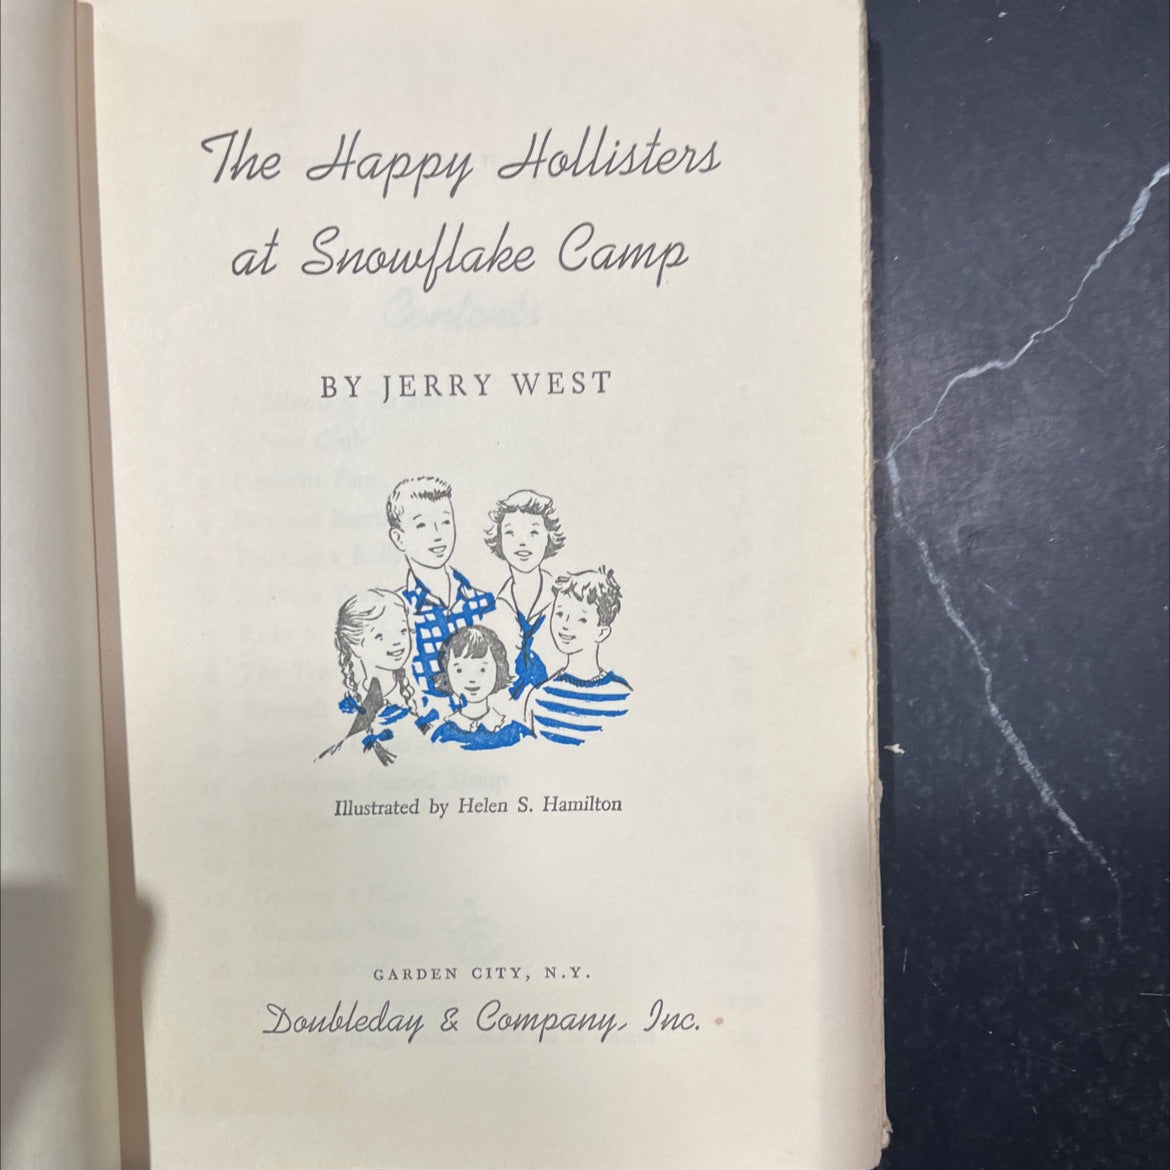 The Happy Hollisters
at Snowflake Camp
BY JERRY WEST
Illustrated by Helen S. Hamilton
GARDEN CITY, N.Y.
Doubleday & Company, Inc.